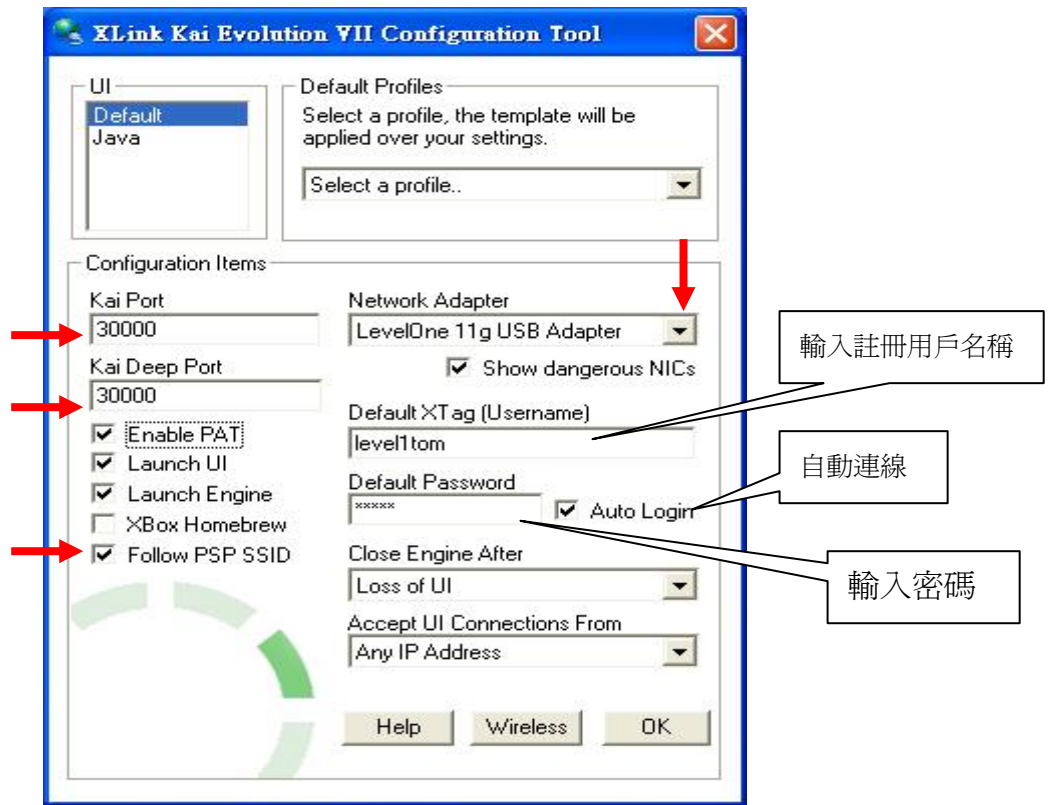 XLink Kai Evolution VII Configuration Tool
UI
Default
Java
Default Profiles
Select a profile, the template will be
applied over your settings.
Select a profile..
Configuration Items
Kai Port
30000
Kai Deep Port
30000
Enable PAT
Launch UI
Launch Engine
XBox Homebrew
Follow PSP SSID
Network Adapter
LevelOne 11g USB Adapter
Show dangerous NICs
Default XTag (Username)
level1tom
Default Password
*****
Auto Login
Close Engine After
Loss of UI
Accept UI Connections From
Any IP Address
Help
Wireless
OK
輸入註冊用戶名稱
自動連線
輸入密碼